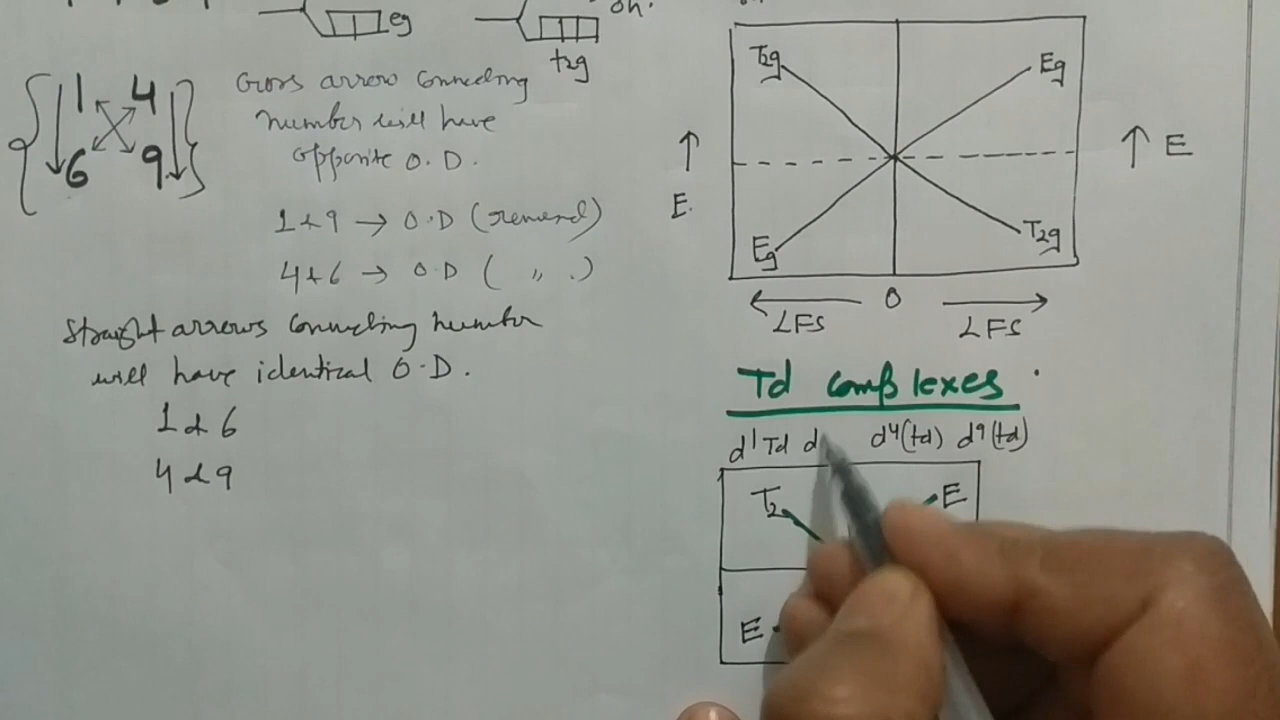 eg
t2g
oh.
1 4
6 9
Cross arrow connecting
number will have
opposite O.D.
1 & 9 → O.D (reversed)
4 & 6 → O.D ( ,, .)
Straight arrows connecting number
will have identical O.D.
1 & 6
4 & 9
T2g Eg
↑ ↑ E
E.
Eg T2g
0
LFS LFS
Td complexes
d¹ Td d d⁴(td) d⁹(td)
T2 E
E